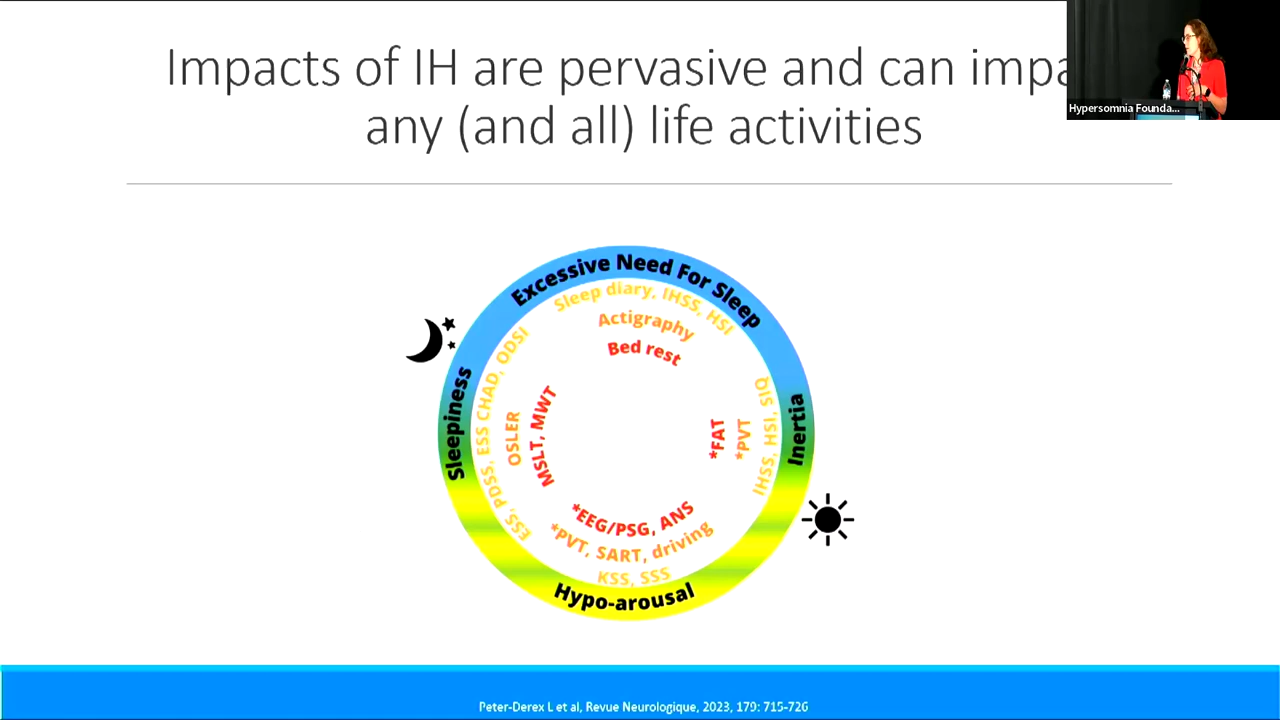 Impacts of IH are pervasive and can impa
any (and all) life activities
Hypersomnia Founda...
Excessive Need For Sleep
Sleep diary, IHSS, HSI
Actigraphy
Bed rest
Sleepiness
ESS, PDSS, ESS CHAD, ODSI
OSLER
MSLT, MWT
Inertia
IHSS, HSI, SIQ
*PVT
*FAT
*EEG/PSG, ANS
*PVT, SART, driving
KSS, SSS
Hypo-arousal
Peter-Derex L et al, Revue Neurologique, 2023, 179: 715-726